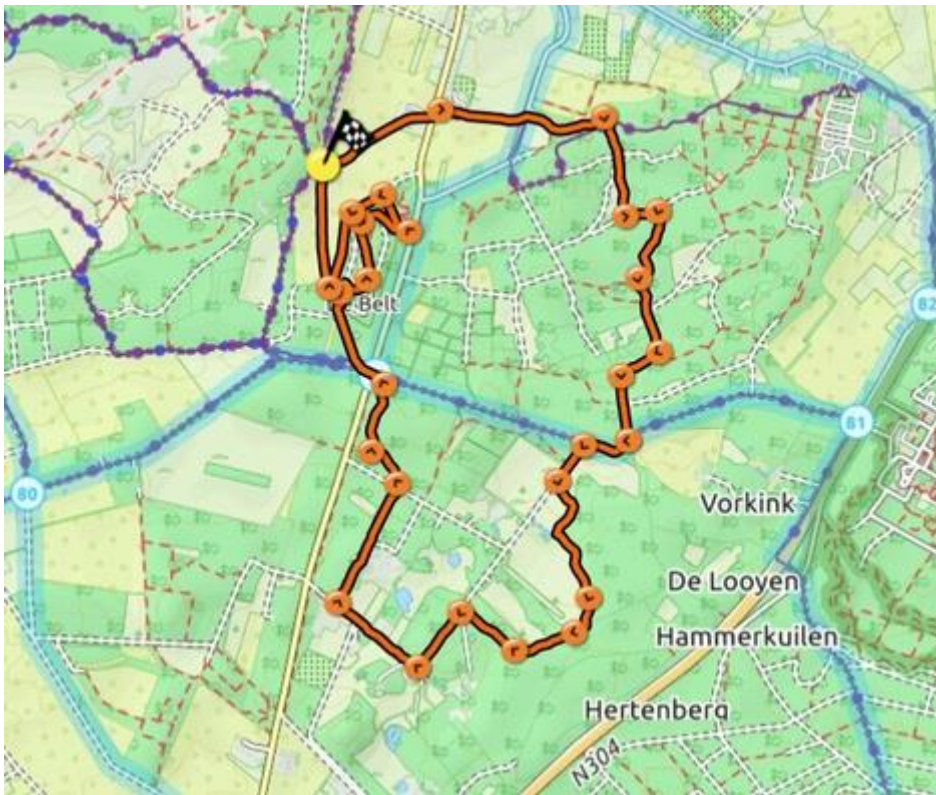 Belt
82
81
80
Vorkink
De Looyen
Hammerkuilen
Hertenberg
N304